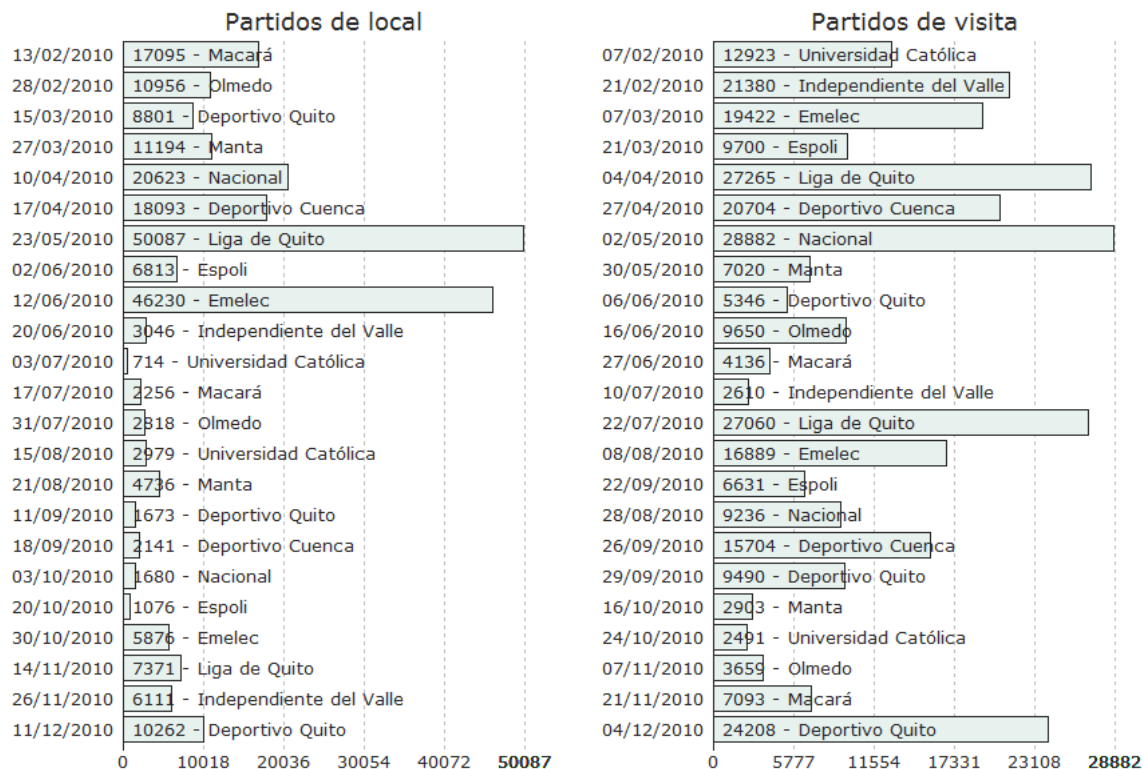 Partidos de local
13/02/2010 17095 - Macará
28/02/2010 10956 - Olmedo
15/03/2010 8801 - Deportivo Quito
27/03/2010 11194 - Manta
10/04/2010 20623 - Nacional
17/04/2010 18093 - Deportivo Cuenca
23/05/2010 50087 - Liga de Quito
02/06/2010 6813 - Espoli
12/06/2010 46230 - Emelec
20/06/2010 3046 - Independiente del Valle
03/07/2010 714 - Universidad Católica
17/07/2010 2256 - Macará
31/07/2010 2818 - Olmedo
15/08/2010 2979 - Universidad Católica
21/08/2010 4736 - Manta
11/09/2010 1673 - Deportivo Quito
18/09/2010 2141 - Deportivo Cuenca
03/10/2010 1680 - Nacional
20/10/2010 1076 - Espoli
30/10/2010 5876 - Emelec
14/11/2010 7371 - Liga de Quito
26/11/2010 6111 - Independiente del Valle
11/12/2010 10262 - Deportivo Quito
0 10018 20036 30054 40072 50087
Partidos de visita
07/02/2010 12923 - Universidad Católica
21/02/2010 21380 - Independiente del Valle
07/03/2010 19422 - Emelec
21/03/2010 9700 - Espoli
04/04/2010 27265 - Liga de Quito
27/04/2010 20704 - Deportivo Cuenca
02/05/2010 28882 - Nacional
30/05/2010 7020 - Manta
06/06/2010 5346 - Deportivo Quito
16/06/2010 9650 - Olmedo
27/06/2010 4136 - Macará
10/07/2010 2610 - Independiente del Valle
22/07/2010 27060 - Liga de Quito
08/08/2010 16889 - Emelec
22/09/2010 6631 - Espoli
28/08/2010 9236 - Nacional
26/09/2010 15704 - Deportivo Cuenca
29/09/2010 9490 - Deportivo Quito
16/10/2010 2903 - Manta
24/10/2010 2491 - Universidad Católica
07/11/2010 3659 - Olmedo
21/11/2010 7093 - Macará
04/12/2010 24208 - Deportivo Quito
0 5777 11554 17331 23108 28882